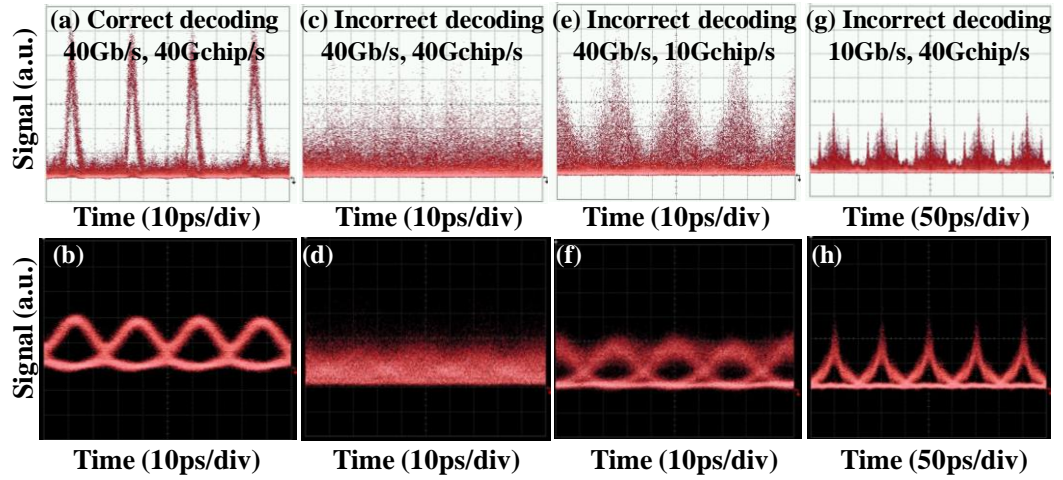 (a) Correct decoding
40Gb/s, 40Gchip/s
(c) Incorrect decoding
40Gb/s, 40Gchip/s
(e) Incorrect decoding
40Gb/s, 10Gchip/s
(g) Incorrect decoding
10Gb/s, 40Gchip/s
Signal (a.u.)
Time (10ps/div)
Time (10ps/div)
Time (10ps/div)
Time (50ps/div)
(b)
(d)
(f)
(h)
Signal (a.u.)
Time (10ps/div)
Time (10ps/div)
Time (10ps/div)
Time (50ps/div)